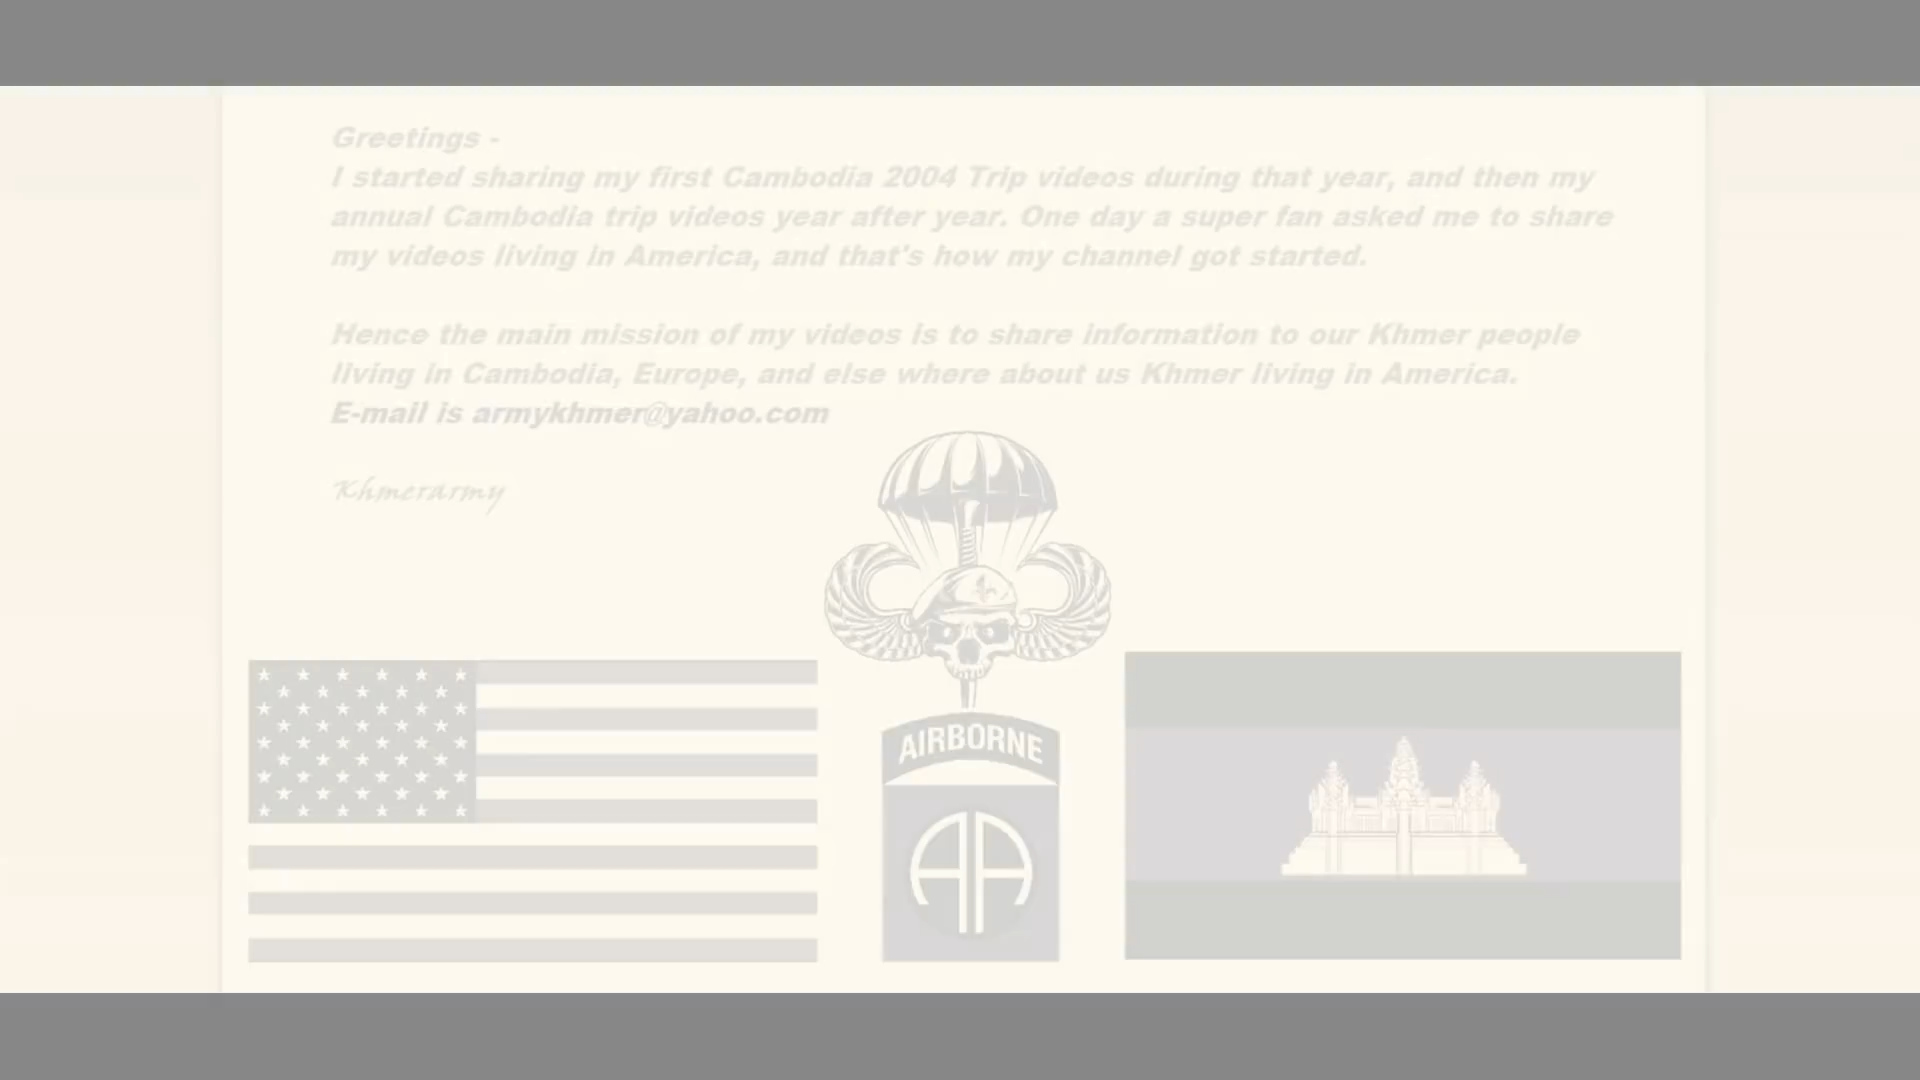 Greetings -
I started sharing my first Cambodia 2004 Trip videos during that year, and then my
annual Cambodia trip videos year after year. One day a super fan asked me to share
my videos living in America, and that's how my channel got started.
Hence the main mission of my videos is to share information to our Khmer people
living in Cambodia, Europe, and else where about us Khmer living in America.
E-mail is armykhmer@yahoo.com
Khmerarmy
AIRBORNE
AA